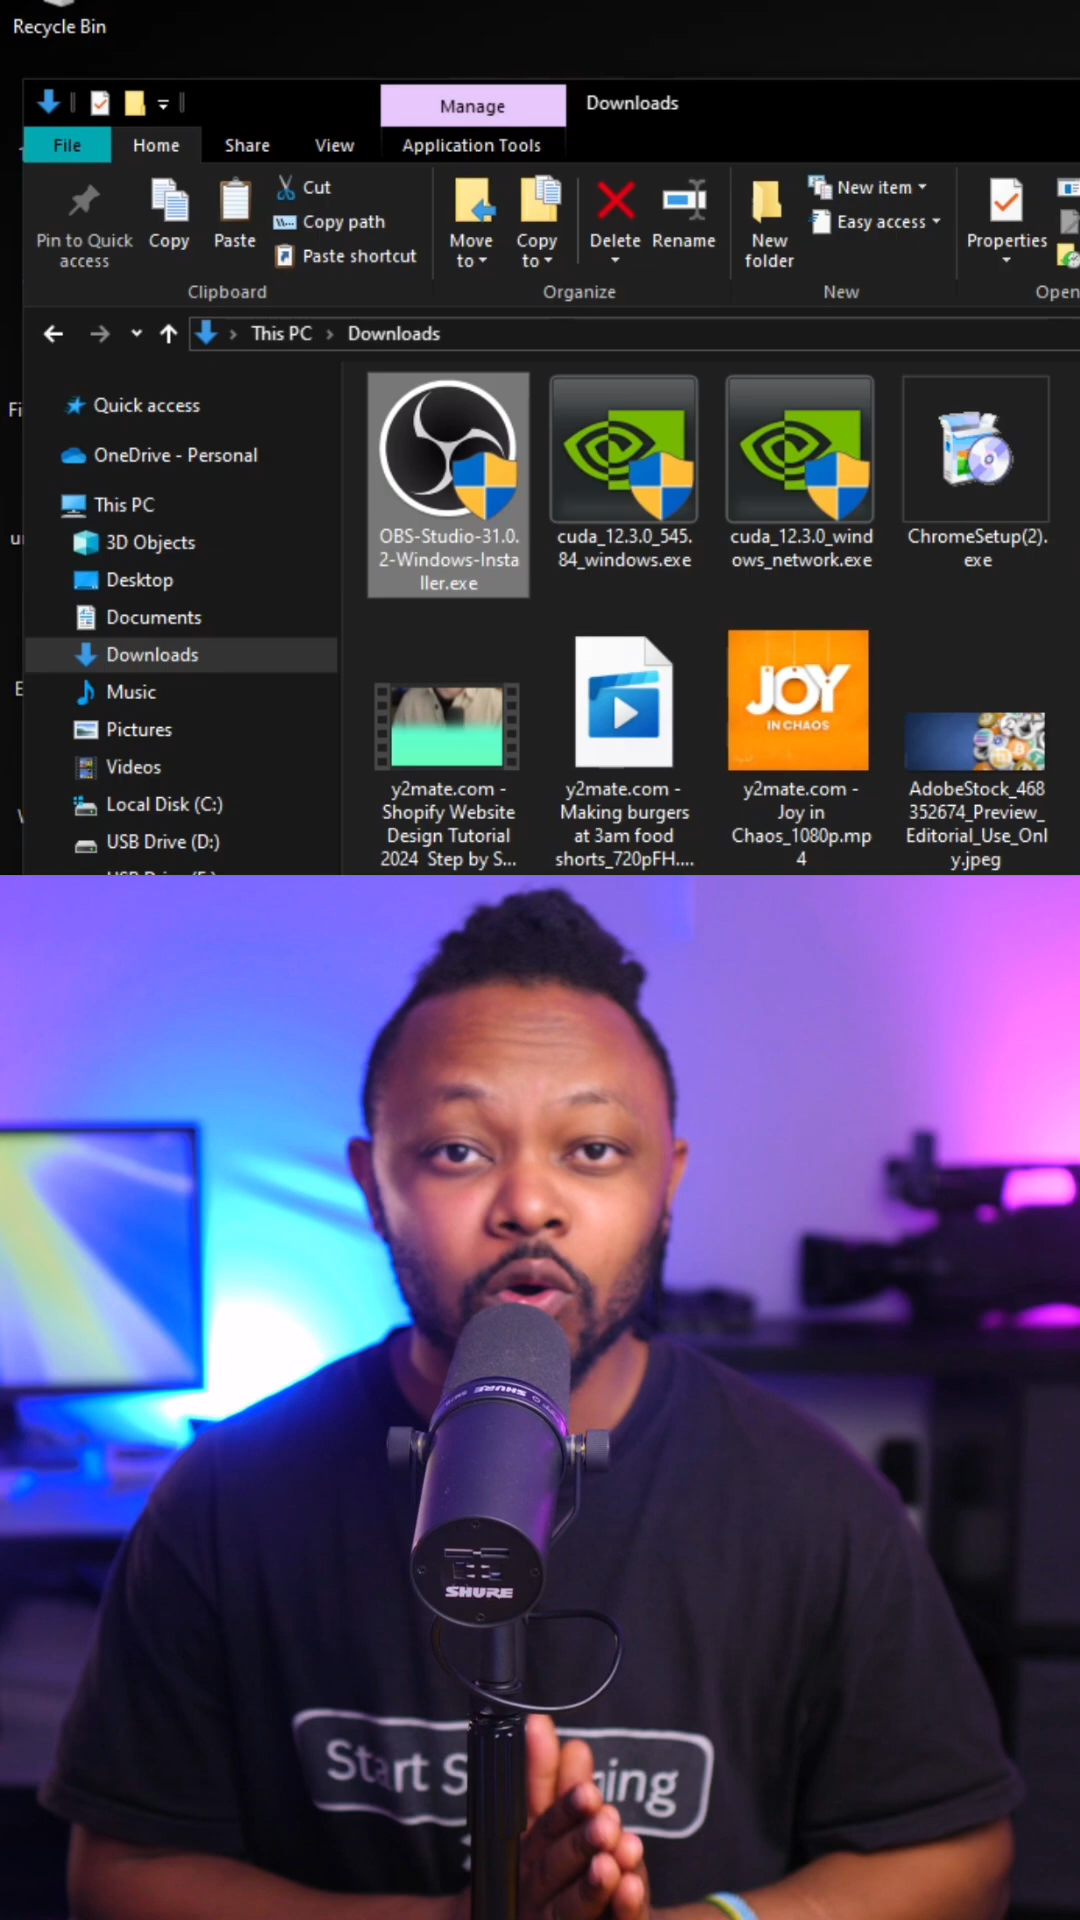 Recycle Bin
Manage
Downloads
File
Home
Share
View
Application Tools
Pin to Quick access
Copy
Paste
Cut
Copy path
Paste shortcut
Clipboard
Move to
Copy to
Delete
Rename
Organize
New folder
New item
Easy access
New
Properties
Open
This PC
Downloads
Quick access
OneDrive - Personal
This PC
3D Objects
Desktop
Documents
Downloads
Music
Pictures
Videos
Local Disk (C:)
USB Drive (D:)
OBS-Studio-31.0.
2-Windows-Insta
ller.exe
cuda_12.3.0_545.
84_windows.exe
cuda_12.3.0_wind
ows_network.exe
ChromeSetup(2).
exe
JOY
IN CHAOS
y2mate.com -
Shopify Website
Design Tutorial
2024 Step by S...
y2mate.com -
Making burgers
at 3am food
shorts_720pFH....
y2mate.com -
Joy in
Chaos_1080p.mp
4
AdobeStock_468
352674_Preview_
Editorial_Use_Onl
y.jpeg
SHURE
SHURE
Start S ing